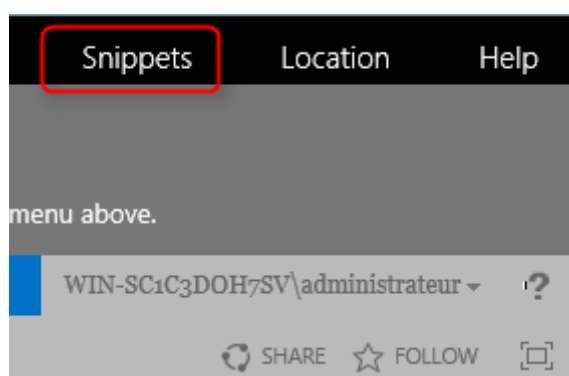 Snippets Location Help
menu above.
WIN-SC1C3DOH7SV\administrateur ?
SHARE FOLLOW